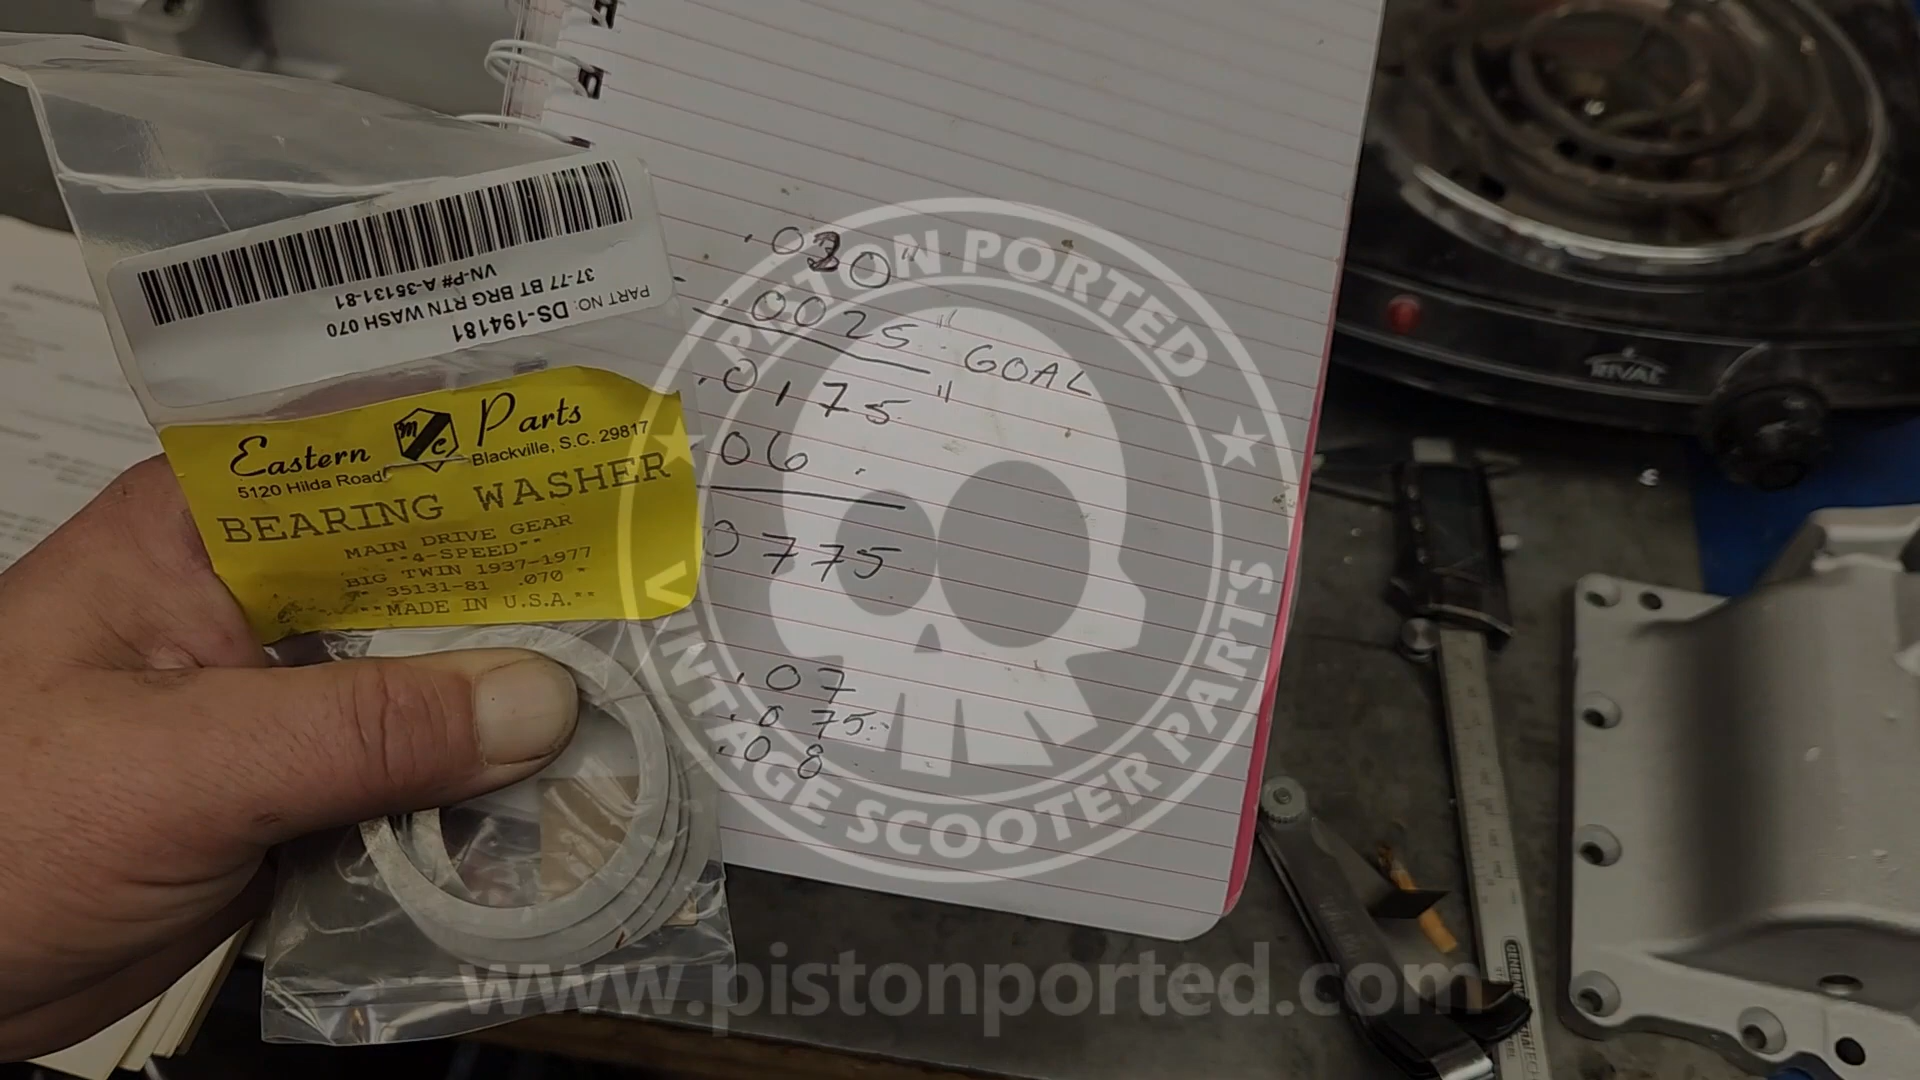 PART NO: DS-194181
37-77 BT BRG RTN WASH 070
VN-P# A-35131-81
Eastern Parts
MC
5120 Hilda Road Blackville, S.C. 29817
BEARING WASHER
MAIN DRIVE GEAR
**4-SPEED**
BIG TWIN 1937-1977
* 35131-81 .070 *
**MADE IN U.S.A.**
.020"
- .0025" GOAL
.0175"
06.
0775
.07
.075
.08
RIVAL
PISTON PORTED
VINTAGE SCOOTER PARTS
www.pistonported.com